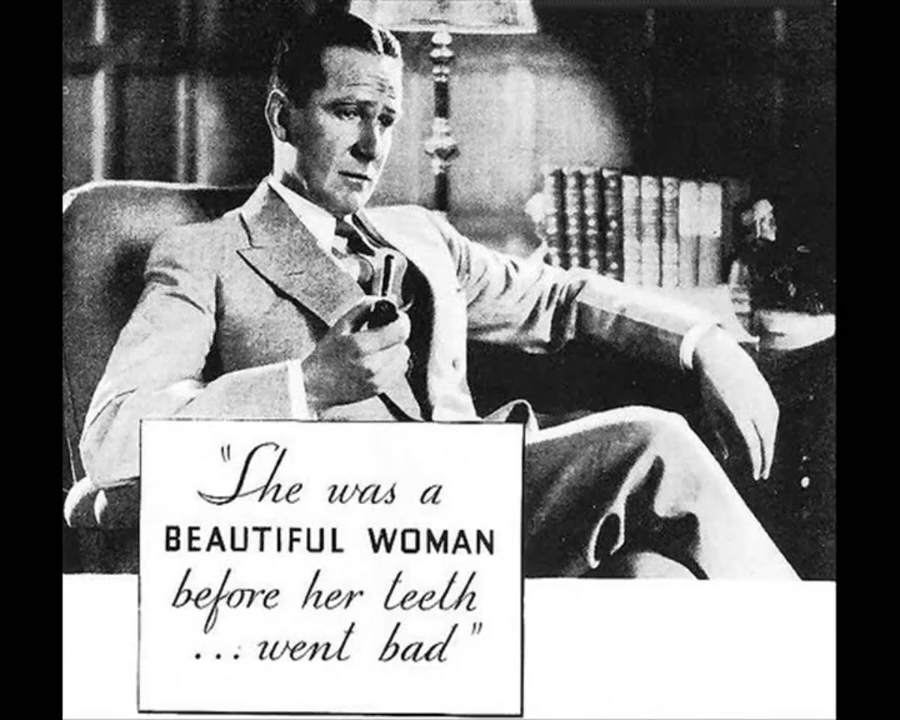 "She was a
BEAUTIFUL WOMAN
before her teeth
... went bad"